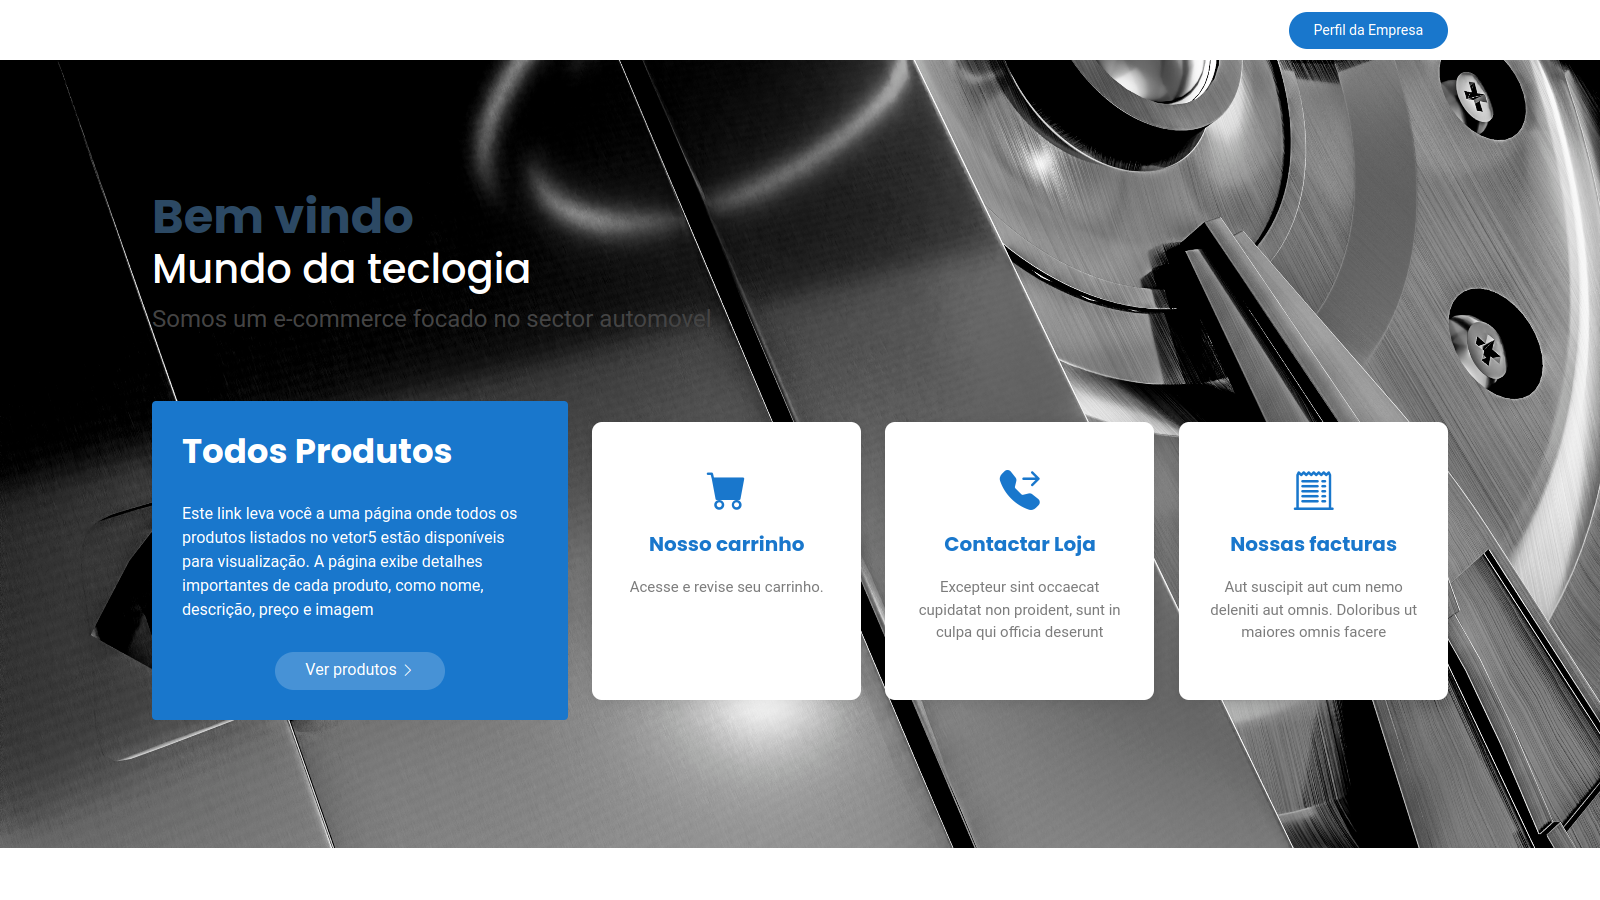 Perfil da Empresa
Bem vindo
Mundo da teclogia
Somos um e-commerce focado no sector automovel
Todos Produtos
Este link leva você a uma página onde todos os
produtos listados no vetor5 estão disponíveis
para visualização. A página exibe detalhes
importantes de cada produto, como nome,
descrição, preço e imagem
Ver produtos
Nosso carrinho
Acesse e revise seu carrinho.
Contactar Loja
Excepteur sint occaecat
cupidatat non proident, sunt in
culpa qui officia deserunt
Nossas facturas
Aut suscipit aut cum nemo
deleniti aut omnis. Doloribus ut
maiores omnis facere